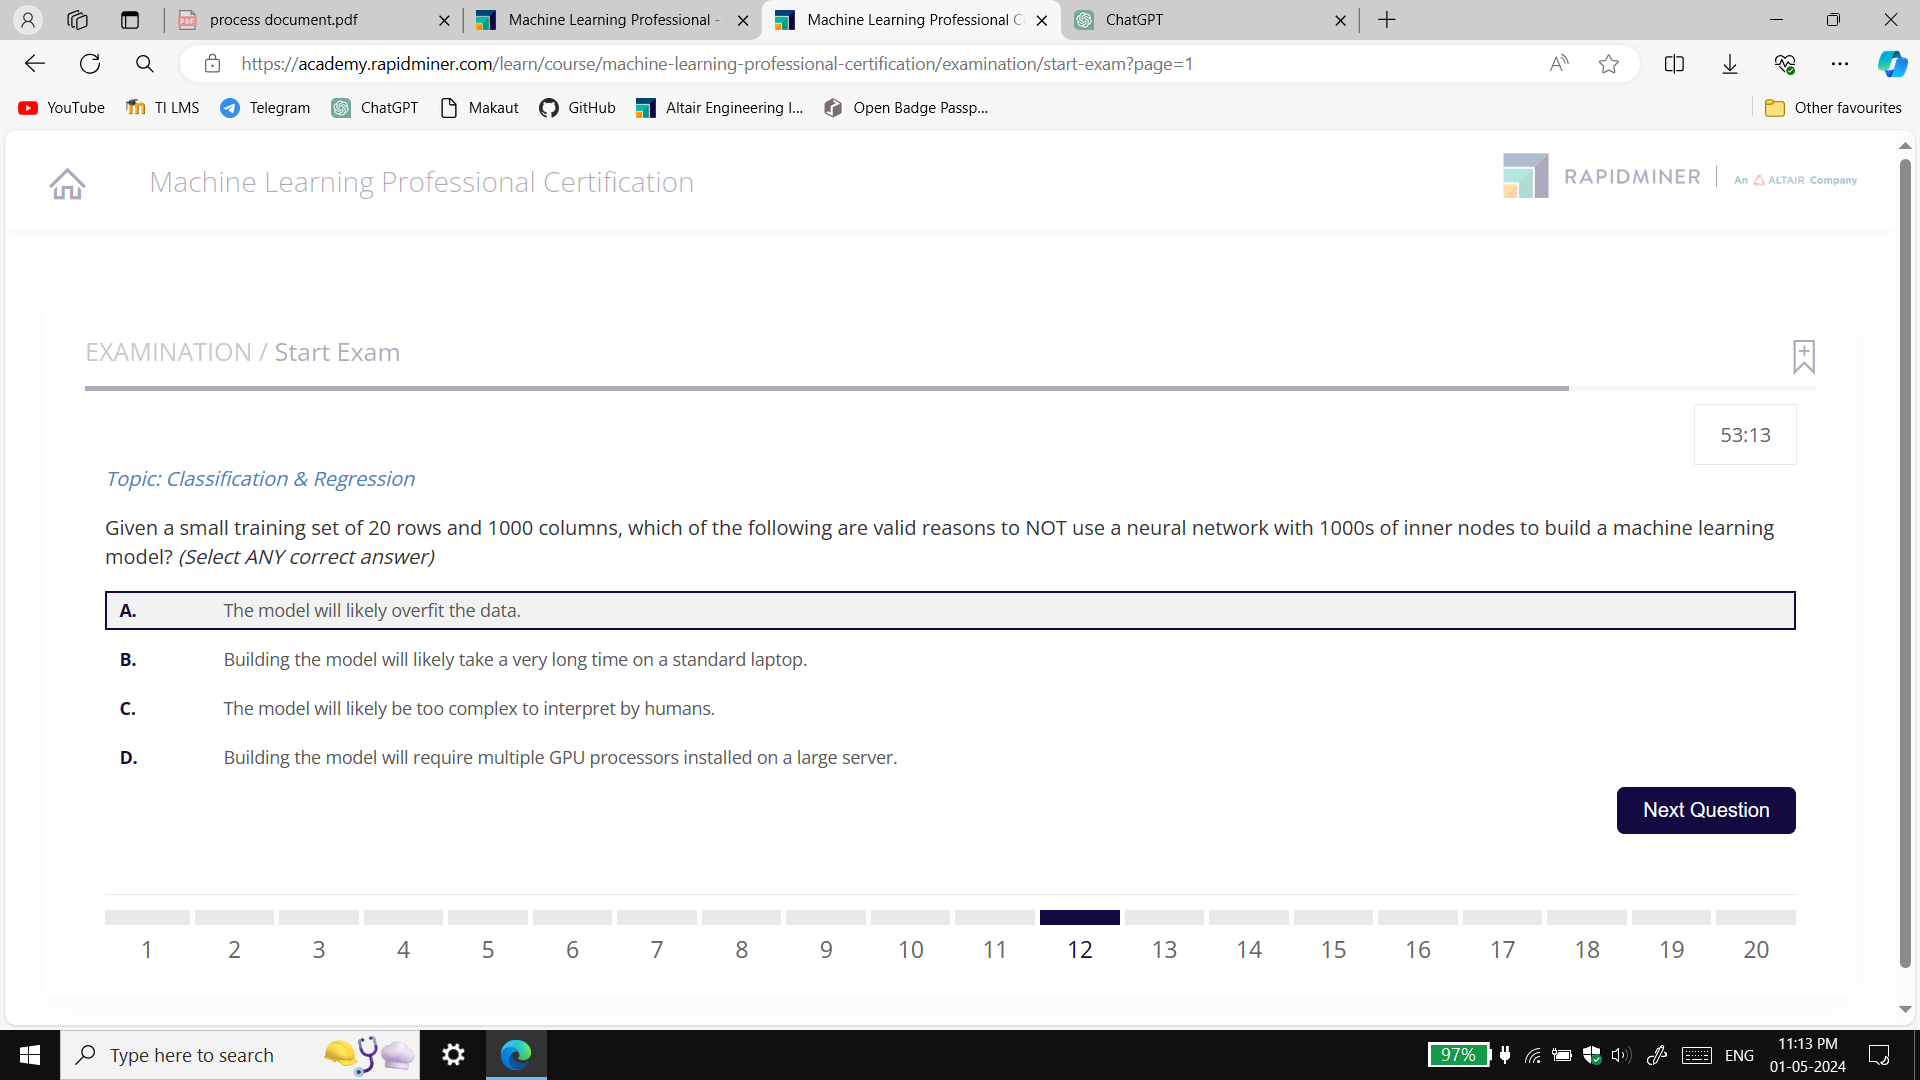 process document.pdf
Machine Learning Professional -
Machine Learning Professional C
ChatGPT
https://academy.rapidminer.com/learn/course/machine-learning-professional-certification/examination/start-exam?page=1
YouTube
TI LMS
Telegram
ChatGPT
Makaut
GitHub
Altair Engineering I...
Open Badge Passp...
Other favourites
Machine Learning Professional Certification
RAPIDMINER
An ALTAIR Company
EXAMINATION / Start Exam
53:13
Topic: Classification & Regression
Given a small training set of 20 rows and 1000 columns, which of the following are valid reasons to NOT use a neural network with 1000s of inner nodes to build a machine learning
model? (Select ANY correct answer)
A. The model will likely overfit the data.
B. Building the model will likely take a very long time on a standard laptop.
C. The model will likely be too complex to interpret by humans.
D. Building the model will require multiple GPU processors installed on a large server.
Next Question
1 2 3 4 5 6 7 8 9 10 11 12 13 14 15 16 17 18 19 20
Type here to search
97%
ENG
11:13 PM
01-05-2024